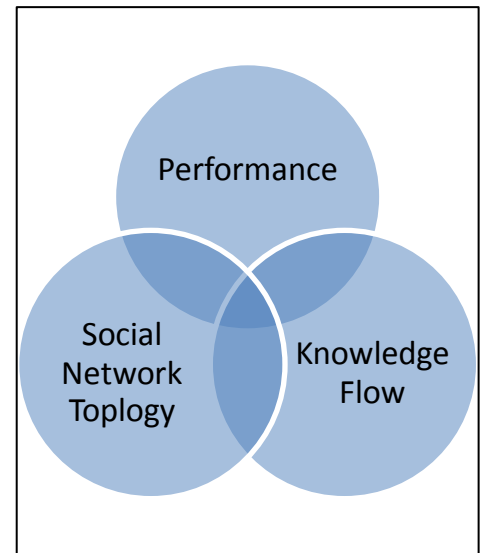 Performance
Social
Network
Toplogy
Knowledge
Flow